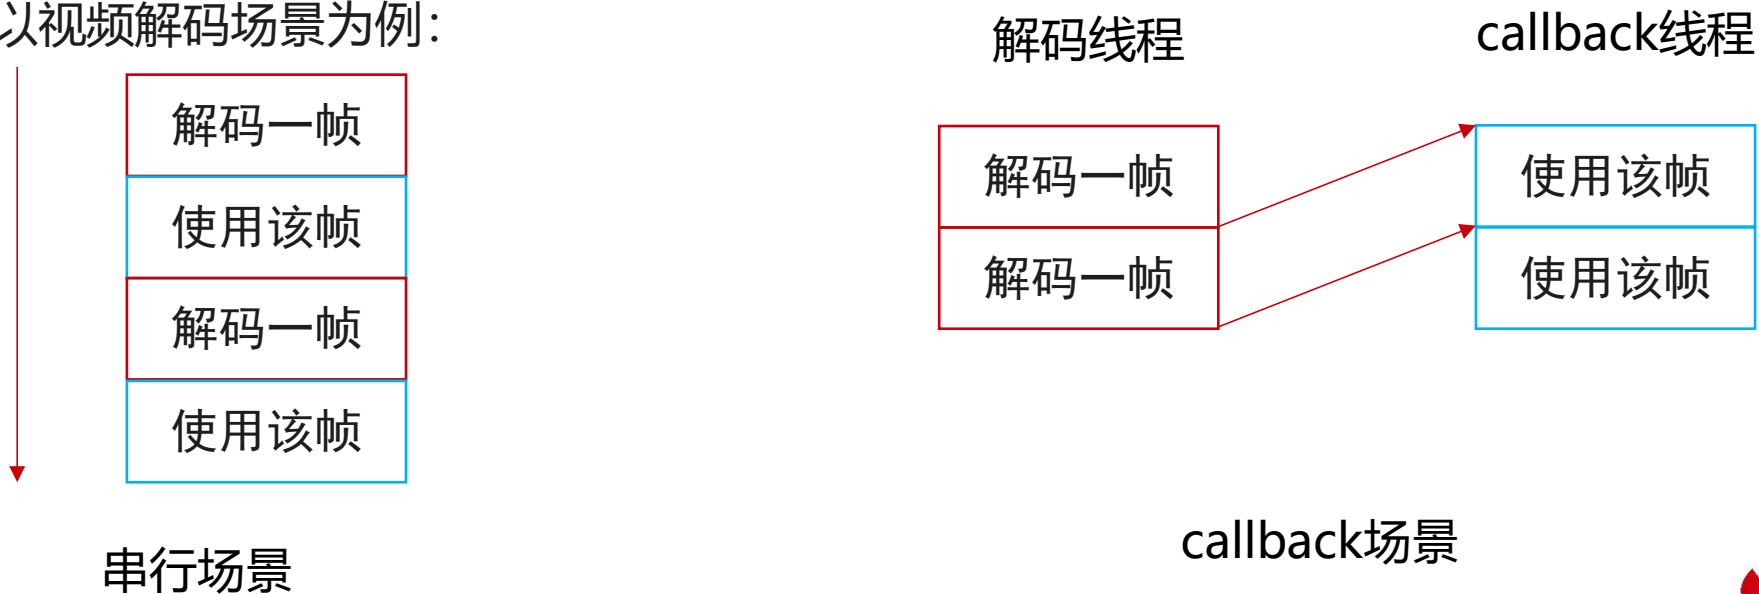 以视频解码场景为例：
解码一帧
使用该帧
解码一帧
使用该帧
串行场景
解码线程
callback线程
解码一帧
使用该帧
解码一帧
使用该帧
callback场景